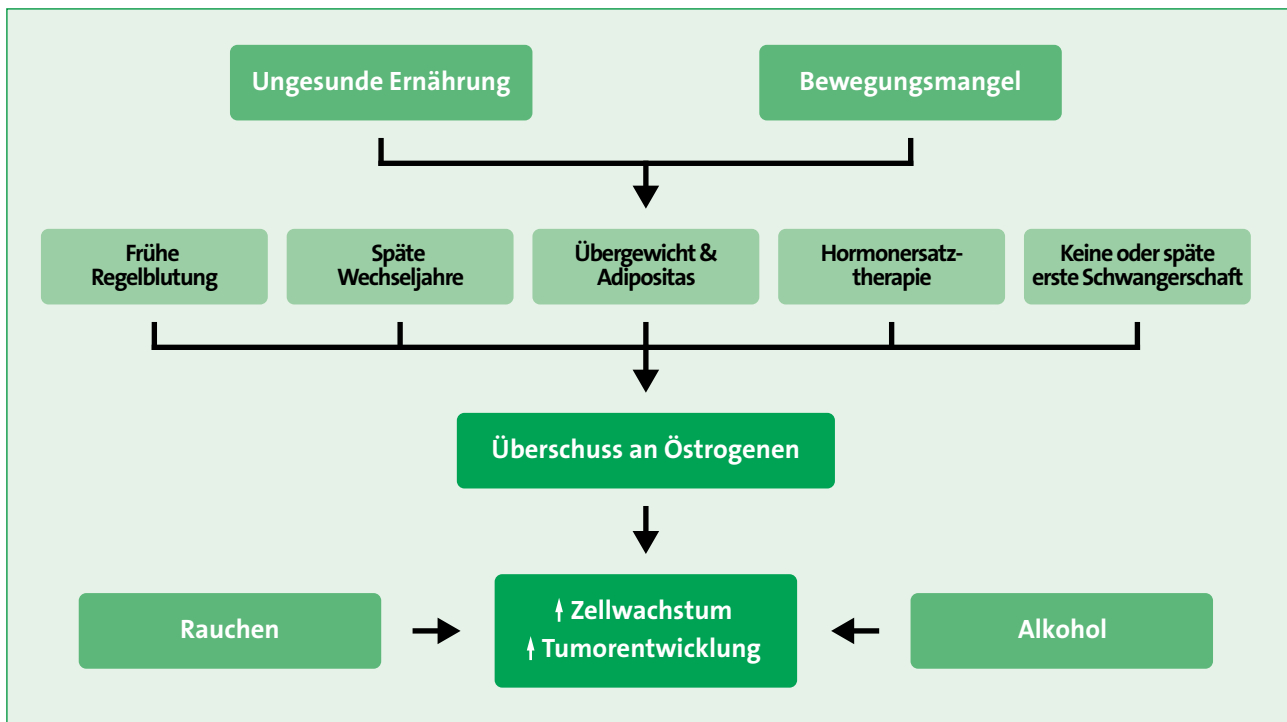 Ungesunde Ernährung
Bewegungsmangel
Frühe
Regelblutung
Späte
Wechseljahre
Übergewicht &
Adipositas
Hormonersatz-
therapie
Keine oder späte
erste Schwangerschaft
Überschuss an Östrogenen
Rauchen
↑ Zellwachstum
↑ Tumorentwicklung
Alkohol